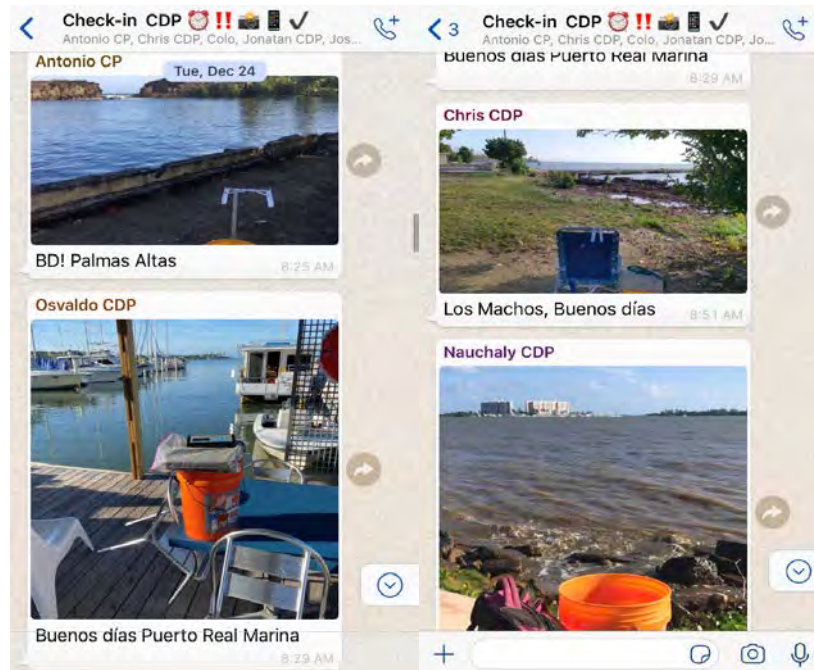 Check-in CDP ⏰ ‼️ 📸 📱 ✔️
Antonio CP, Chris CDP, Colo, Jonatan CDP, Jos...
Antonio CP
Tue, Dec 24
BD! Palmas Altas
8:25 AM
Osvaldo CDP
Buenos días Puerto Real Marina
8:29 AM
3
Check-in CDP ⏰ ‼️ 📸 📱 ✔️
Antonio CP, Chris CDP, Colo, Jonatan CDP, Jo...
Buenos días Puerto Real Marina
8:29 AM
Chris CDP
Los Machos, Buenos días
8:51 AM
Nauchaly CDP